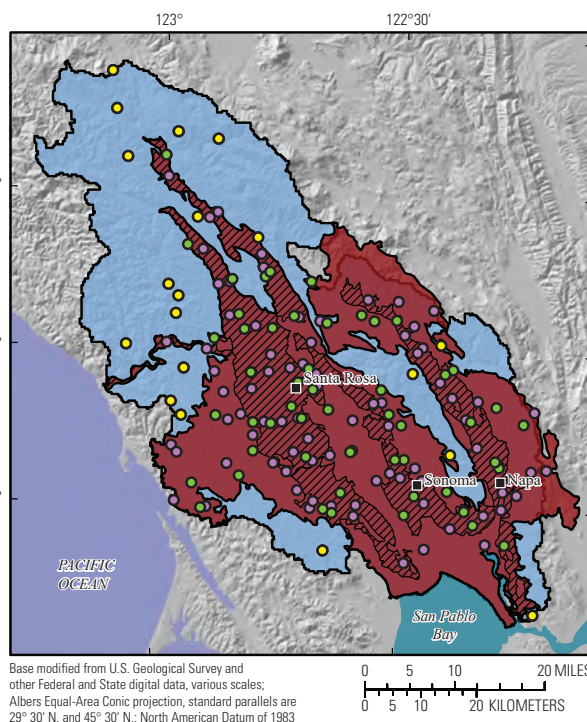 123°
122°30'
Santa Rosa
Sonoma
Napa
PACIFIC
OCEAN
San Pablo
Bay
Base modified from U.S. Geological Survey and
other Federal and State digital data, various scales;
Albers Equal-Area Conic projection, standard parallels are
29° 30' N. and 45° 30' N.; North American Datum of 1983
0 5 10 20 MILES
0 5 10 20 KILOMETERS